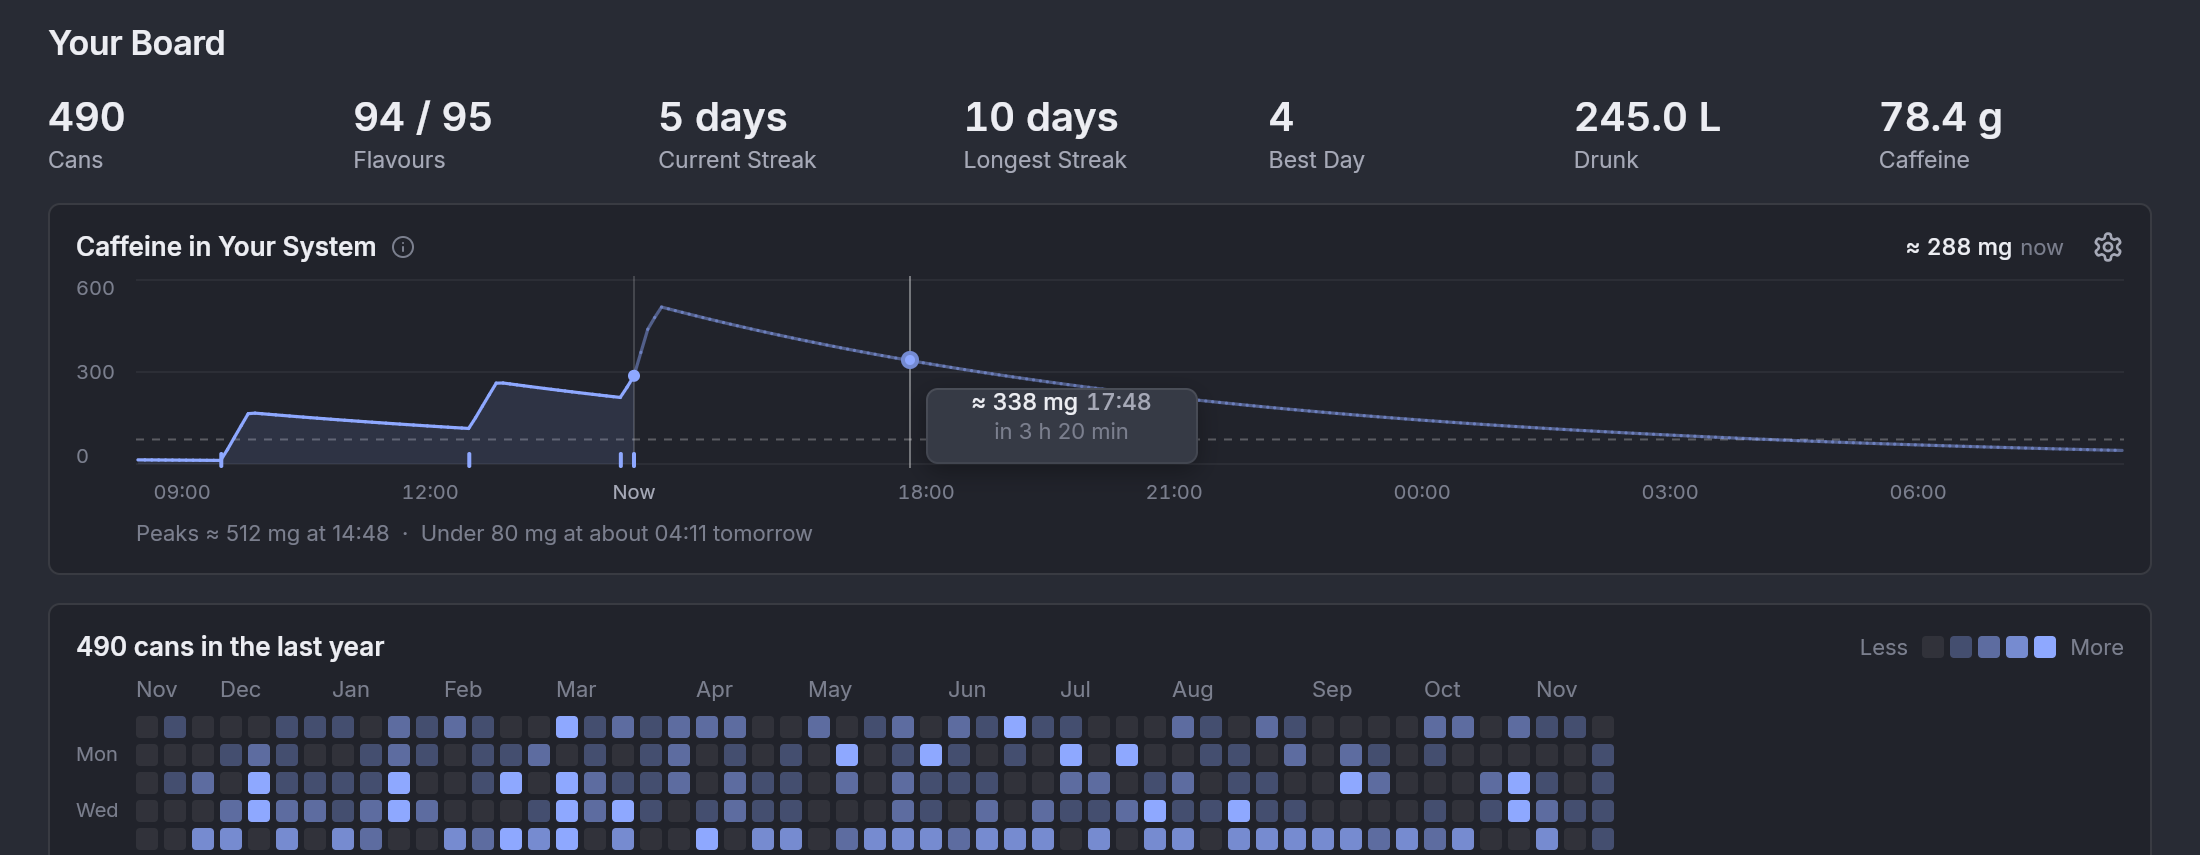 Your Board
490
94 / 95
5 days
10 days
4
245.0 L
78.4 g
Cans
Flavours
Current Streak
Longest Streak
Best Day
Drunk
Caffeine
Caffeine in Your System
≈ 288 mg now
600
300
0
≈ 338 mg 17:48
in 3 h 20 min
09:00
12:00
Now
18:00
21:00
00:00
03:00
06:00
Peaks ≈ 512 mg at 14:48 · Under 80 mg at about 04:11 tomorrow
490 cans in the last year
Less
More
Nov
Dec
Jan
Feb
Mar
Apr
May
Jun
Jul
Aug
Sep
Oct
Nov
Mon
Wed